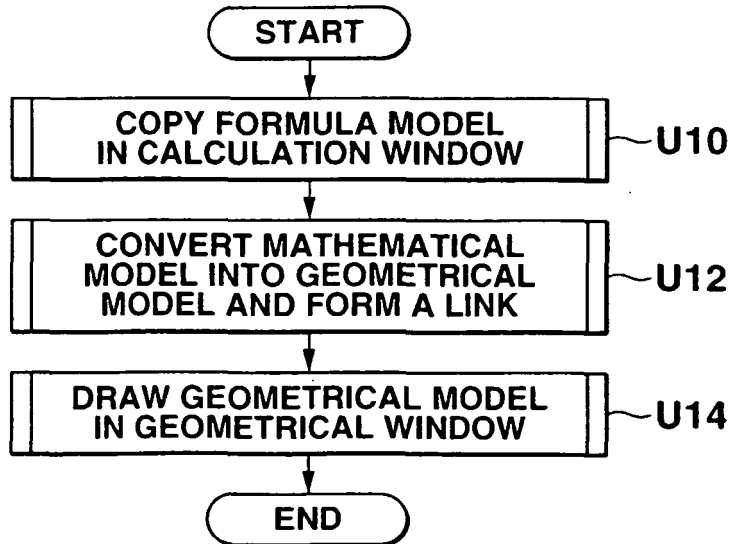 START
COPY FORMULA MODEL
IN CALCULATION WINDOW
U10
CONVERT MATHEMATICAL
MODEL INTO GEOMETRICAL
MODEL AND FORM A LINK
U12
DRAW GEOMETRICAL MODEL
IN GEOMETRICAL WINDOW
U14
END